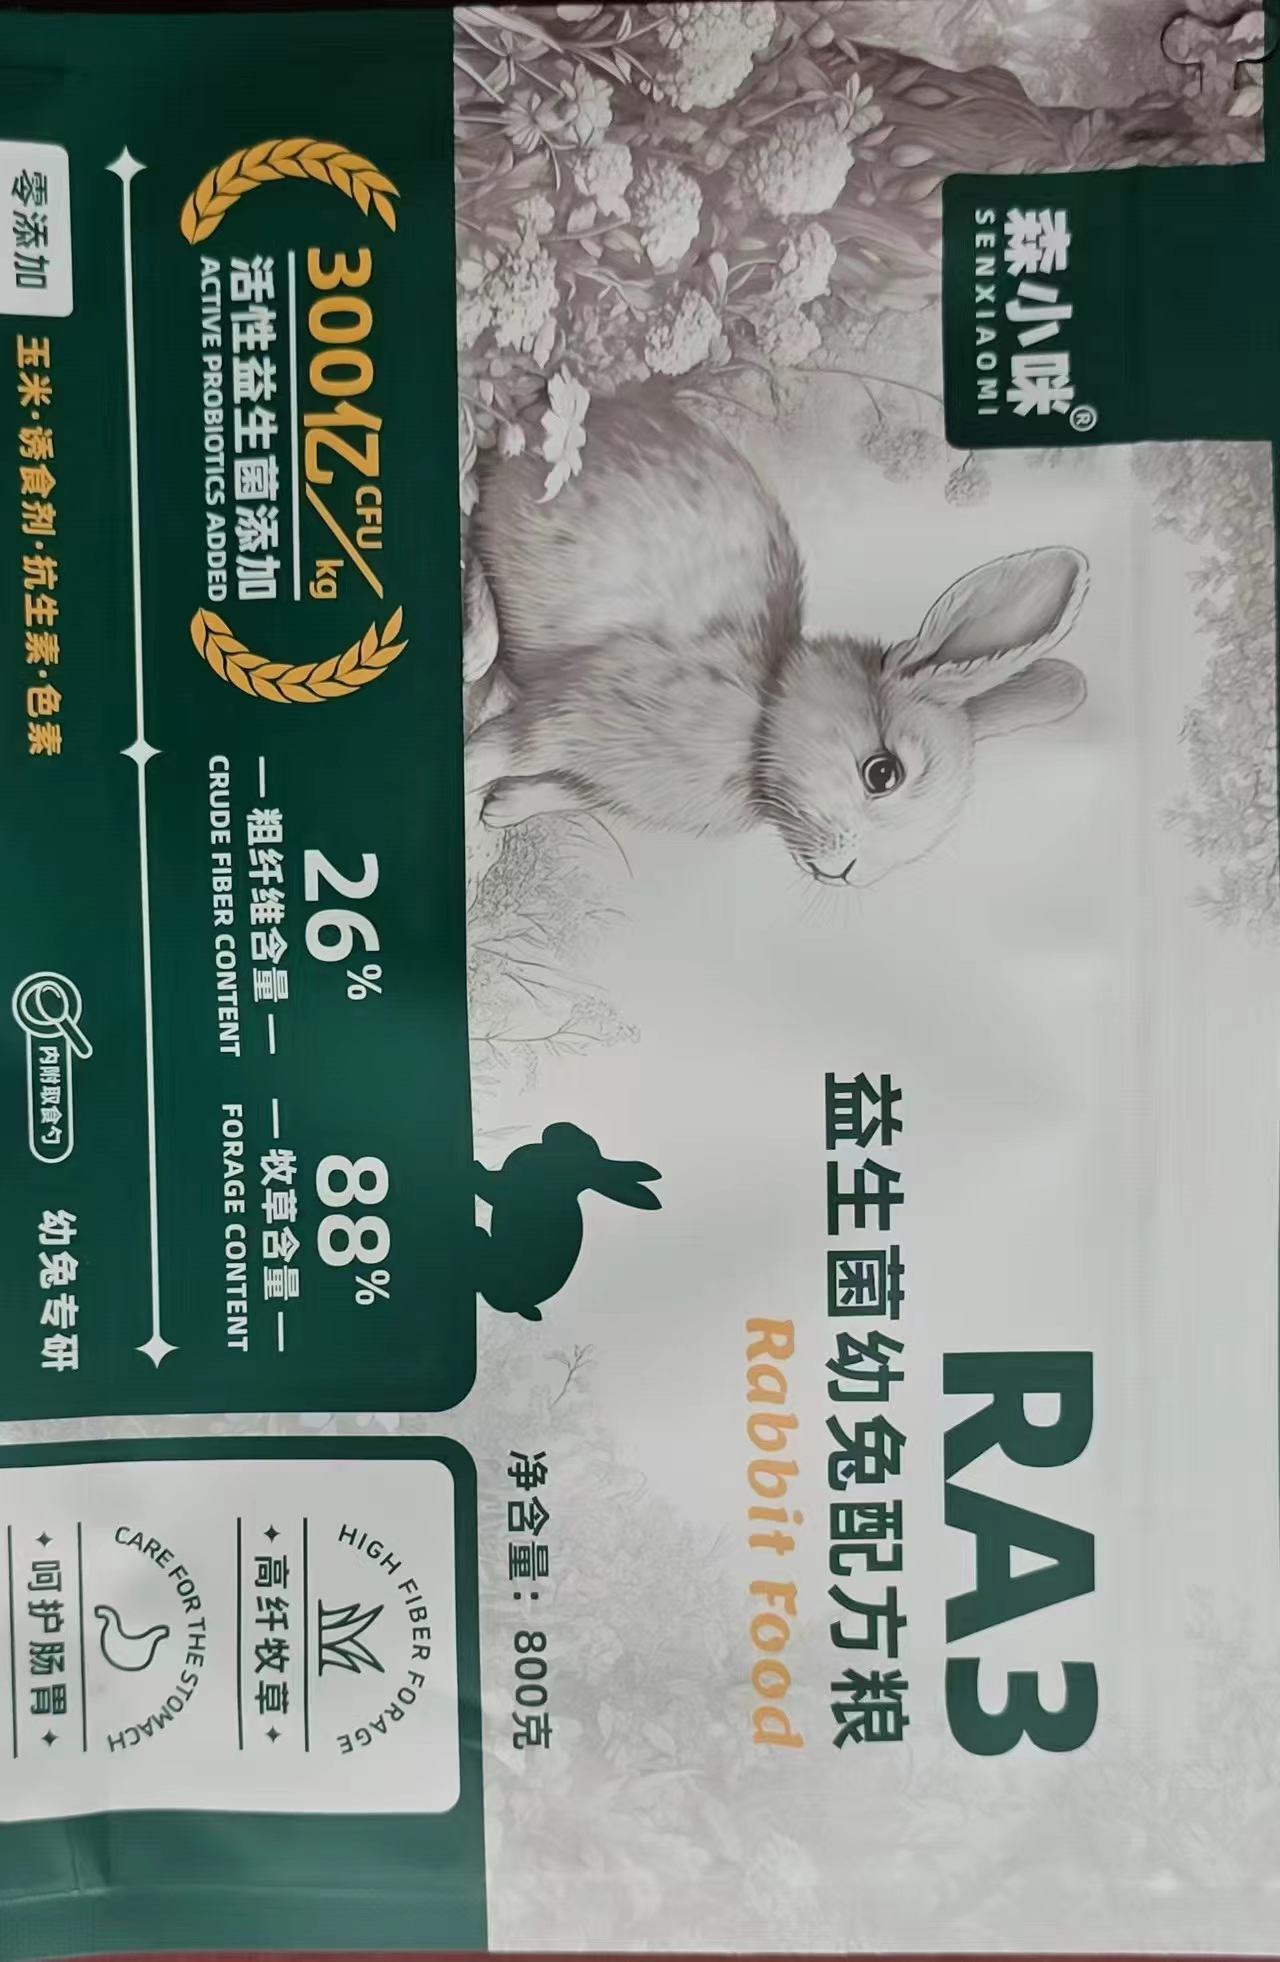 森小咪®
SENXIAOMI
RA3
益生菌幼兔配方粮
Rabbit Food
净含量：800克
300亿CFU/kg
活性益生菌添加
ACTIVE PROBIOTICS ADDED
26%
粗纤维含量
CRUDE FIBER CONTENT
88%
牧草含量
FORAGE CONTENT
零添加
玉米·诱食剂·抗生素·色素
内附取食勺
幼兔专研
HIGH FIBER FORAGE
高纤牧草
CARE FOR THE STOMACH
呵护肠胃